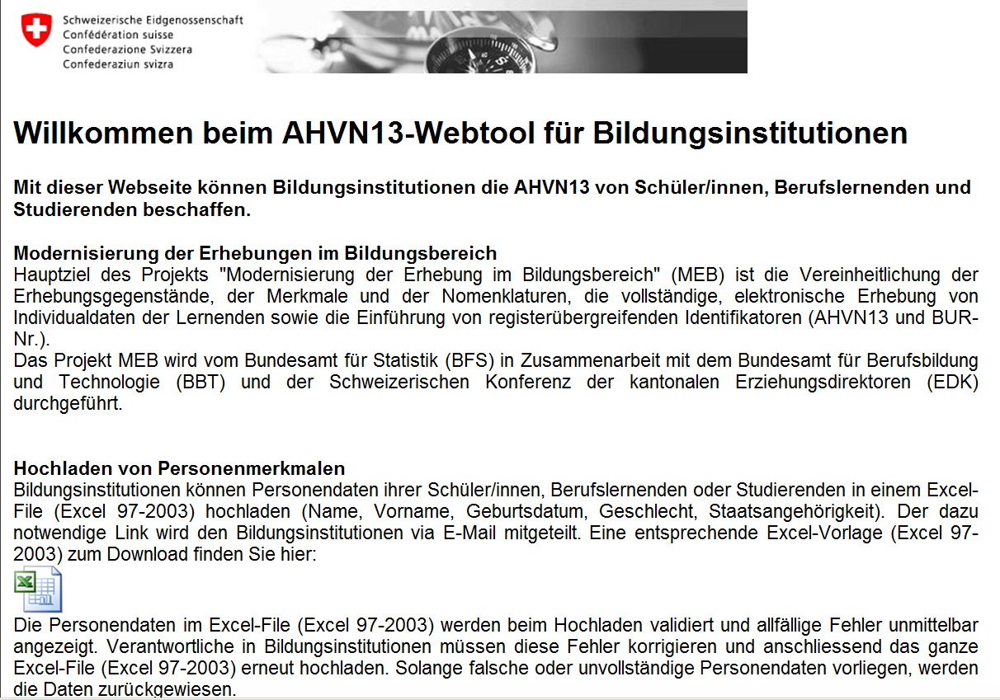 Schweizerische Eidgenossenschaft
Confédération suisse
Confederazione Svizzera
Confederaziun svizra
Willkommen beim AHVN13-Webtool für Bildungsinstitutionen
Mit dieser Webseite können Bildungsinstitutionen die AHVN13 von Schüler/innen, Berufslernenden und
Studierenden beschaffen.
Modernisierung der Erhebungen im Bildungsbereich
Hauptziel des Projekts "Modernisierung der Erhebung im Bildungsbereich" (MEB) ist die Vereinheitlichung der
Erhebungsgegenstände, der Merkmale und der Nomenklaturen, die vollständige, elektronische Erhebung von
Individualdaten der Lernenden sowie die Einführung von registerübergreifenden Identifikatoren (AHVN13 und BUR-
Nr.).
Das Projekt MEB wird vom Bundesamt für Statistik (BFS) in Zusammenarbeit mit dem Bundesamt für Berufsbildung
und Technologie (BBT) und der Schweizerischen Konferenz der kantonalen Erziehungsdirektoren (EDK)
durchgeführt.
Hochladen von Personenmerkmalen
Bildungsinstitutionen können Personendaten ihrer Schüler/innen, Berufslernenden oder Studierenden in einem Excel-
File (Excel 97-2003) hochladen (Name, Vorname, Geburtsdatum, Geschlecht, Staatsangehörigkeit). Der dazu
notwendige Link wird den Bildungsinstitutionen via E-Mail mitgeteilt. Eine entsprechende Excel-Vorlage (Excel 97-
2003) zum Download finden Sie hier:
Die Personendaten im Excel-File (Excel 97-2003) werden beim Hochladen validiert und allfällige Fehler unmittelbar
angezeigt. Verantwortliche in Bildungsinstitutionen müssen diese Fehler korrigieren und anschliessend das ganze
Excel-File (Excel 97-2003) erneut hochladen. Solange falsche oder unvollständige Personendaten vorliegen, werden
die Daten zurückgewiesen.